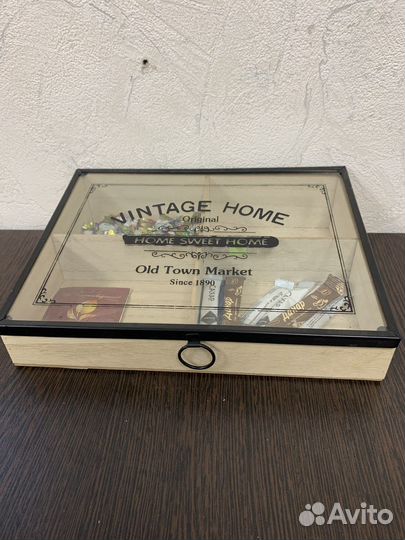 VINTAGE HOME
Original
HOME SWEET HOME
Old Town Market
Since 1890
Avito